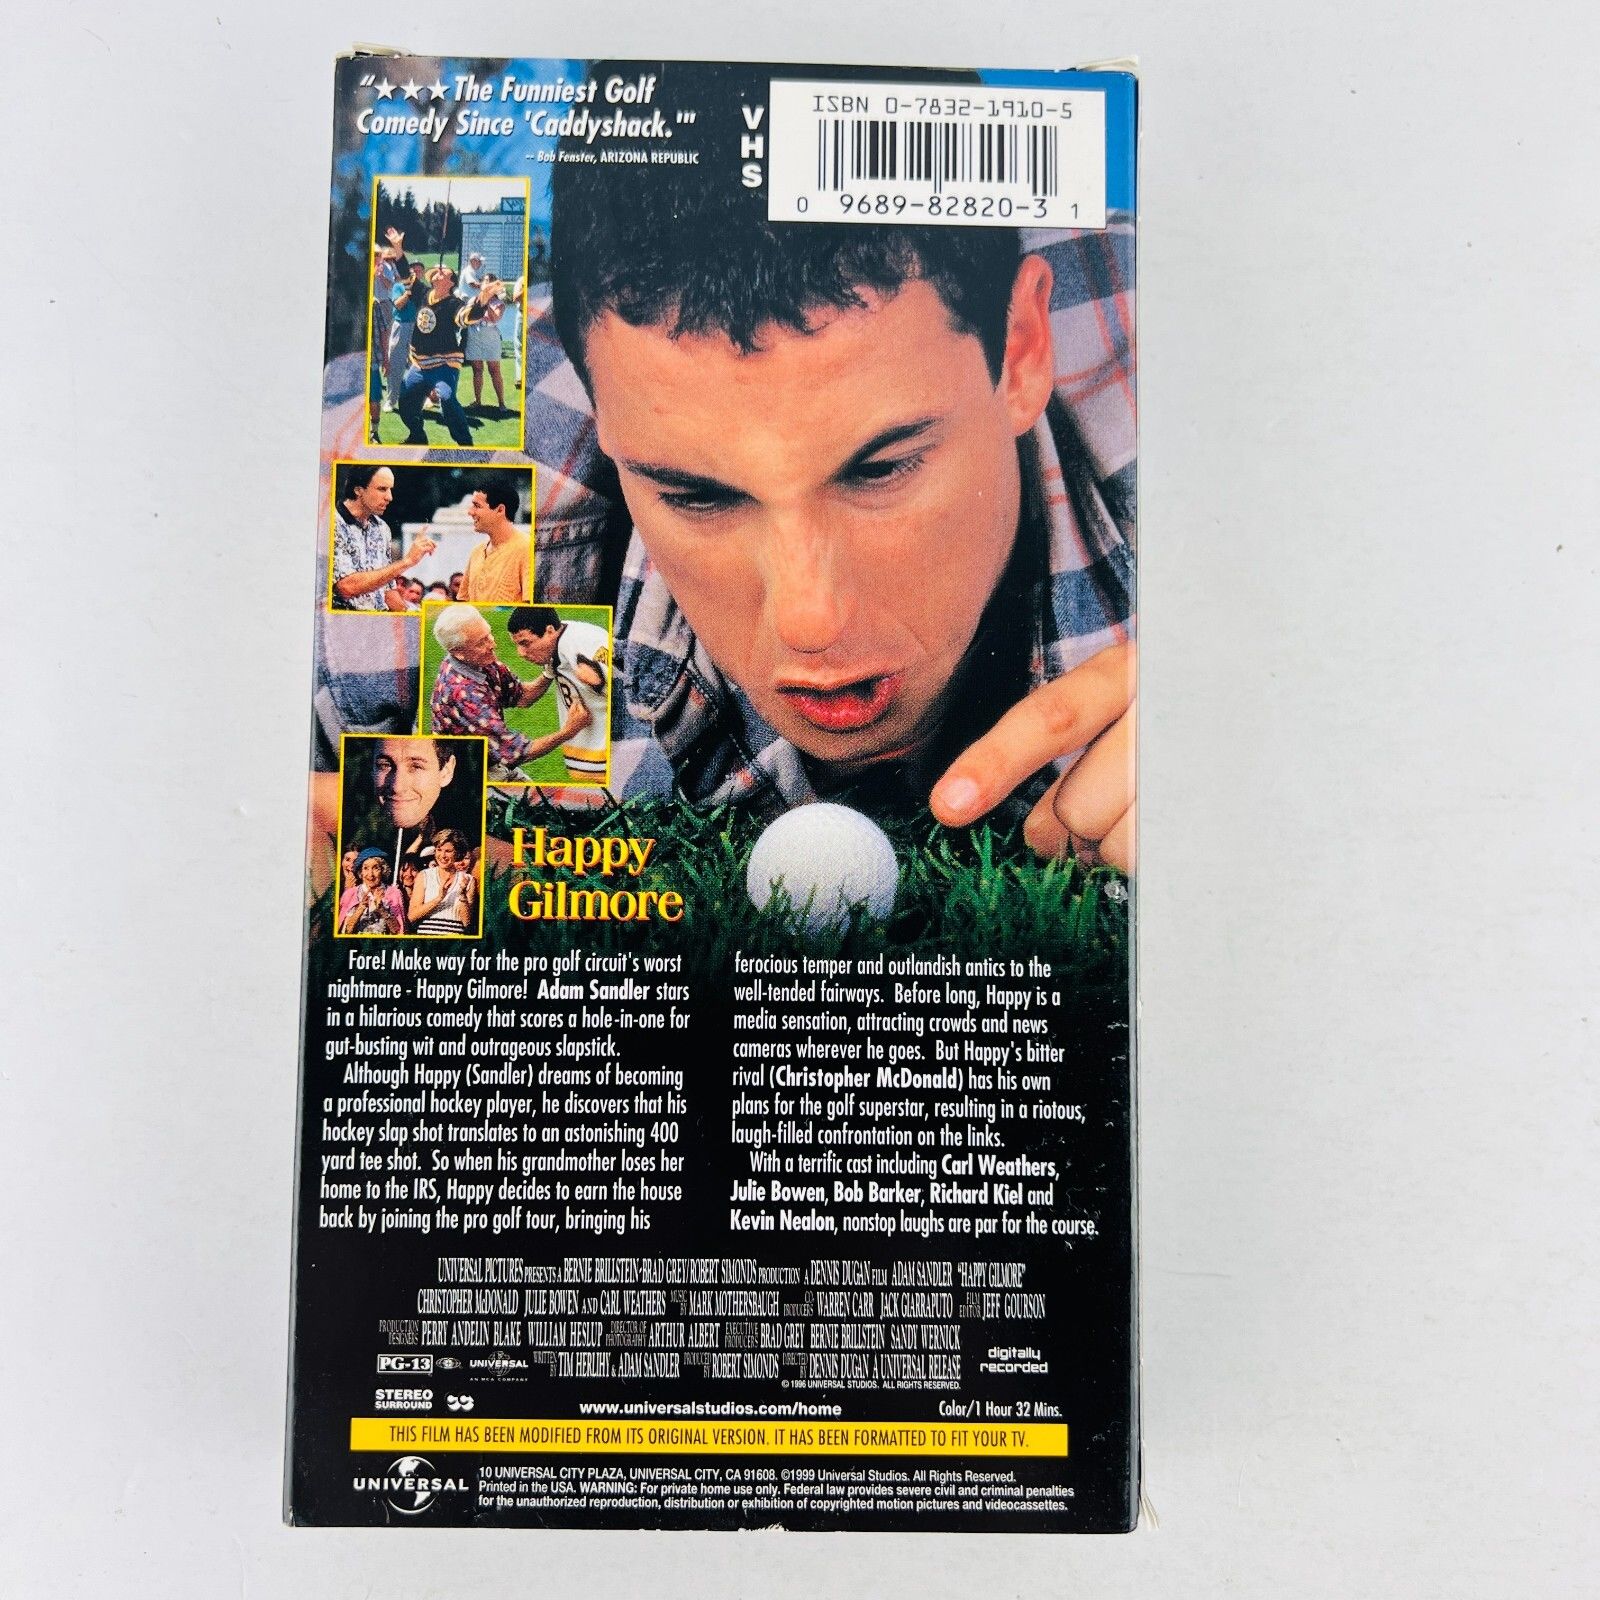 "★★★The Funniest Golf
Comedy Since 'Caddyshack.'"
-- Bob Fenster, ARIZONA REPUBLIC
VHS
ISBN 0-7832-1910-5
0 9689-82820-3 1
Happy
Gilmore
Fore! Make way for the pro golf circuit's worst
nightmare - Happy Gilmore! Adam Sandler stars
in a hilarious comedy that scores a hole-in-one for
gut-busting wit and outrageous slapstick.
Although Happy (Sandler) dreams of becoming
a professional hockey player, he discovers that his
hockey slap shot translates to an astonishing 400
yard tee shot. So when his grandmother loses her
home to the IRS, Happy decides to earn the house
back by joining the pro golf tour, bringing his
ferocious temper and outlandish antics to the
well-tended fairways. Before long, Happy is a
media sensation, attracting crowds and news
cameras wherever he goes. But Happy's bitter
rival (Christopher McDonald) has his own
plans for the golf superstar, resulting in a riotous,
laugh-filled confrontation on the links.
With a terrific cast including Carl Weathers,
Julie Bowen, Bob Barker, Richard Kiel and
Kevin Nealon, nonstop laughs are par for the course.
UNIVERSAL PICTURES PRESENTS A BERNIE BRILLSTEIN-BRAD GREY/ROBERT SIMONDS PRODUCTION A DENNIS DUGAN FILM ADAM SANDLER "HAPPY GILMORE"
CHRISTOPHER McDONALD JULIE BOWEN AND CARL WEATHERS MUSIC BY MARK MOTHERSBAUGH CO-PRODUCERS WARREN CARR JACK GIARRAPUTO FILM EDITOR JEFF GOURSON
PRODUCTION DESIGNERS PERRY ANDELIN BLAKE WILLIAM HESLUP DIRECTOR OF PHOTOGRAPHY ARTHUR ALBERT EXECUTIVE PRODUCERS BRAD GREY BERNIE BRILLSTEIN SANDY WERNICK
PG-13 UNIVERSAL AN MCA COMPANY WRITTEN BY TIM HERLIHY & ADAM SANDLER PRODUCED BY ROBERT SIMONDS DIRECTED BY DENNIS DUGAN A UNIVERSAL RELEASE
© 1996 UNIVERSAL STUDIOS. ALL RIGHTS RESERVED.
digitally
recorded
STEREO
SURROUND
www.universalstudios.com/home
Color/1 Hour 32 Mins.
THIS FILM HAS BEEN MODIFIED FROM ITS ORIGINAL VERSION. IT HAS BEEN FORMATTED TO FIT YOUR TV.
UNIVERSAL
10 UNIVERSAL CITY PLAZA, UNIVERSAL CITY, CA 91608. ©1999 Universal Studios. All Rights Reserved.
Printed in the USA. WARNING: For private home use only. Federal law provides severe civil and criminal penalties
for the unauthorized reproduction, distribution or exhibition of copyrighted motion pictures and videocassettes.